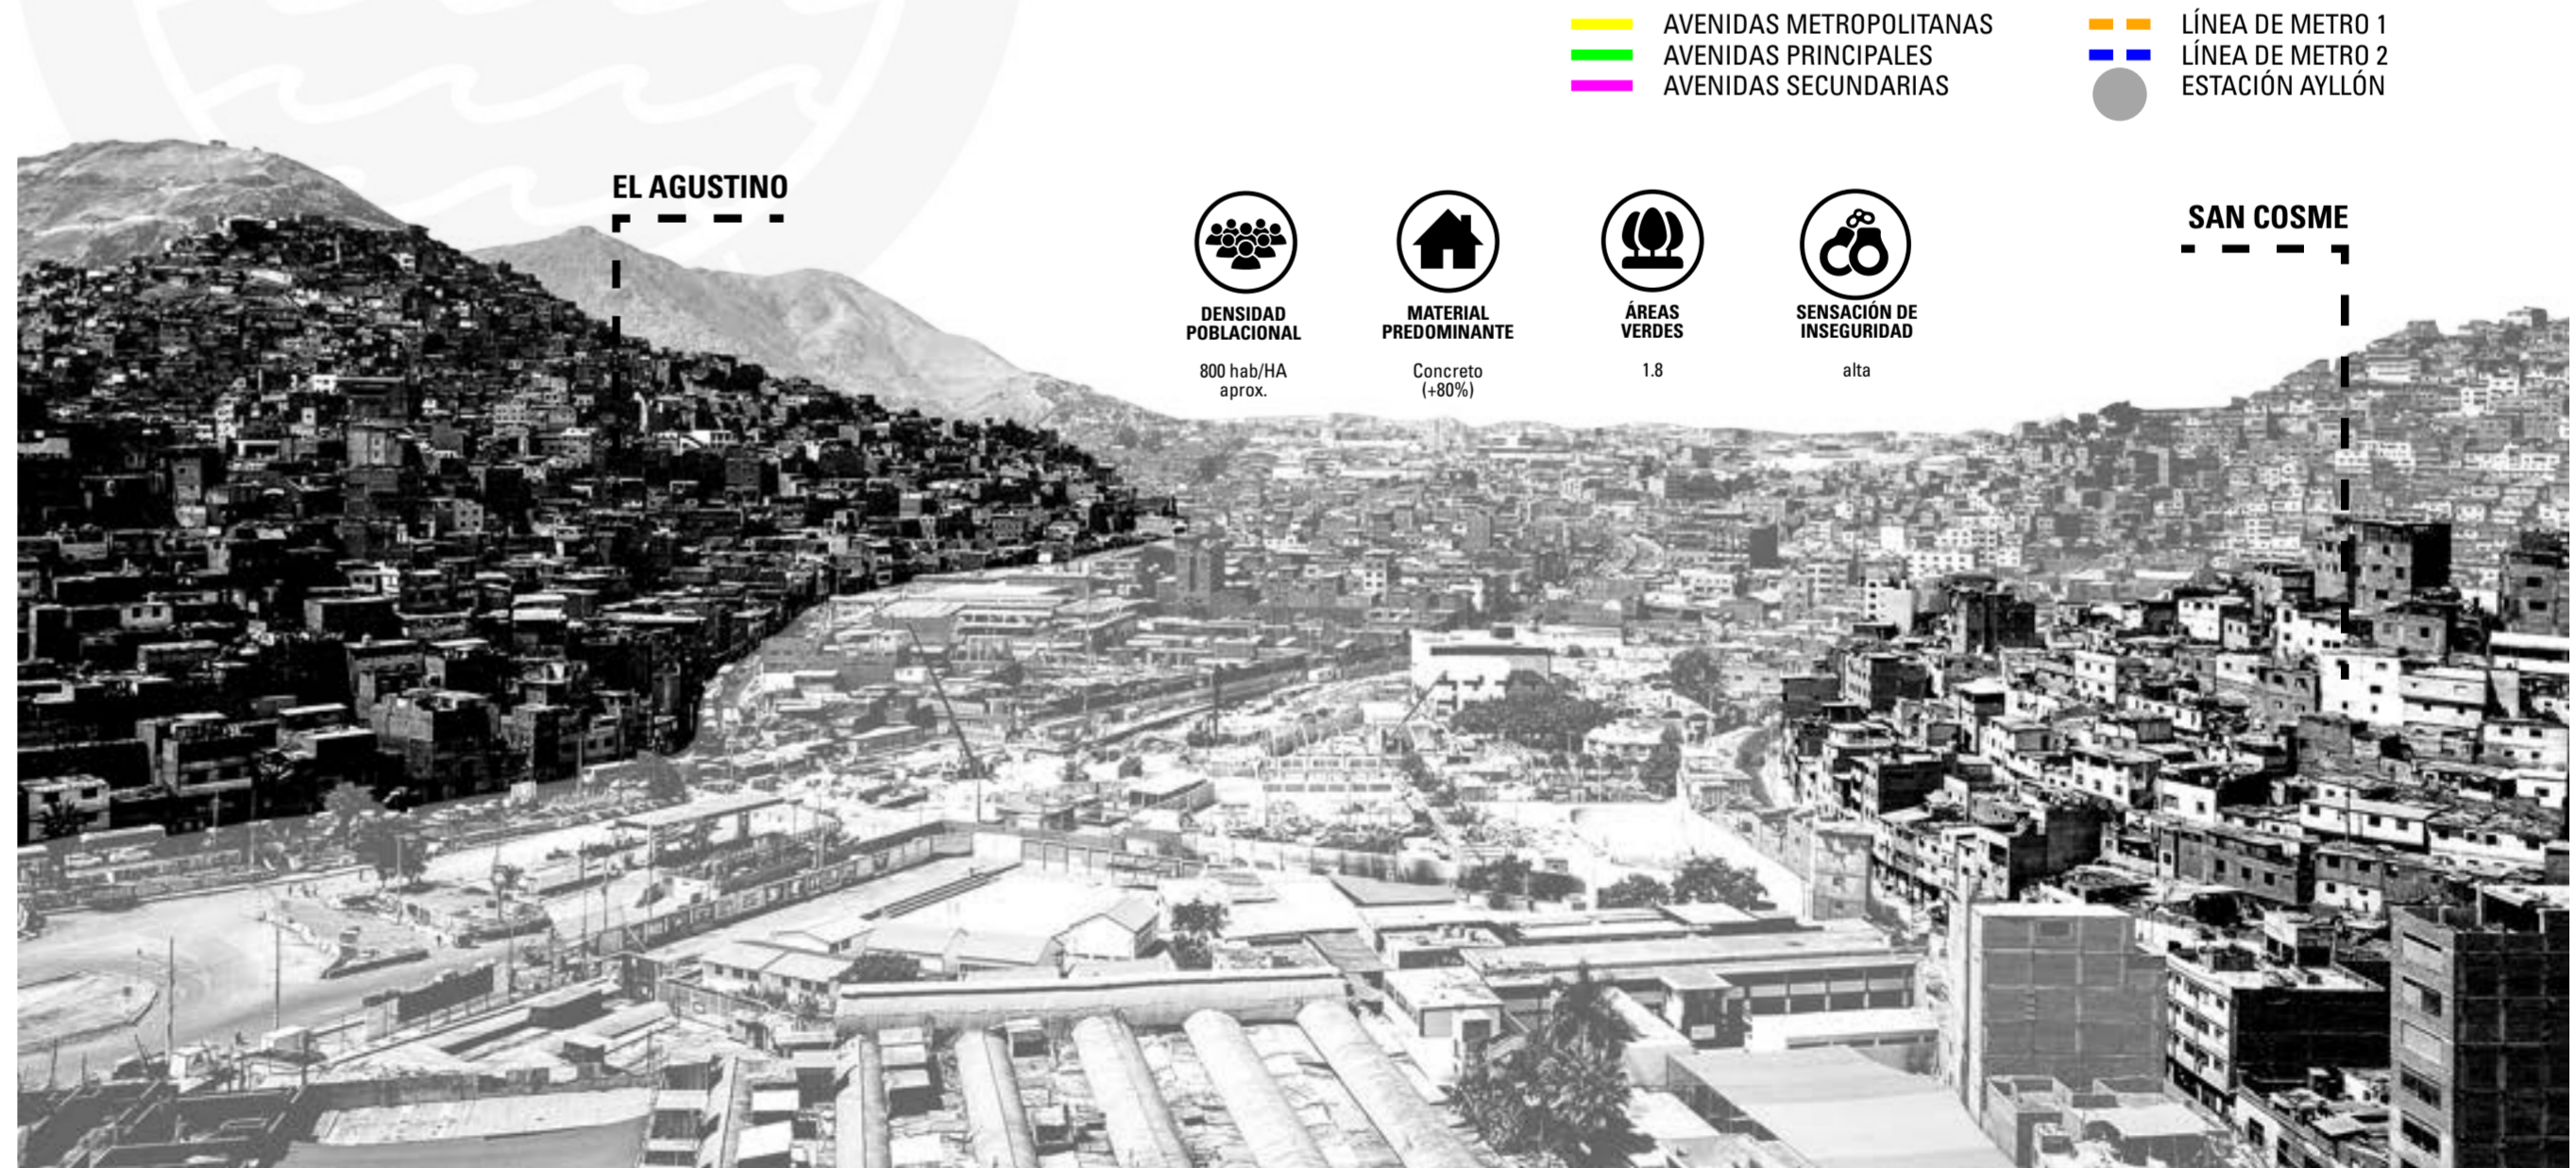 AVENIDAS METROPOLITANAS
AVENIDAS PRINCIPALES
AVENIDAS SECUNDARIAS
LÍNEA DE METRO 1
LÍNEA DE METRO 2
ESTACIÓN AYLLÓN
EL AGUSTINO
SAN COSME
DENSIDAD
POBLACIONAL
800 hab/HA
aprox.
MATERIAL
PREDOMINANTE
Concreto
(+80%)
ÁREAS
VERDES
1.8
SENSACIÓN DE
INSEGURIDAD
alta